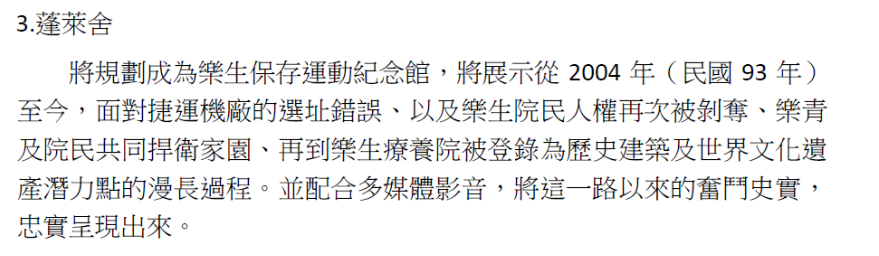 3.蓬萊舍
將規劃成為樂生保存運動紀念館，將展示從 2004 年（民國 93 年）
至今，面對捷運機廠的選址錯誤、以及樂生院民人權再次被剝奪、樂青
及院民共同捍衛家園、再到樂生療養院被登錄為歷史建築及世界文化遺
產潛力點的漫長過程。並配合多媒體影音，將這一路以來的奮鬥史實，
忠實呈現出來。